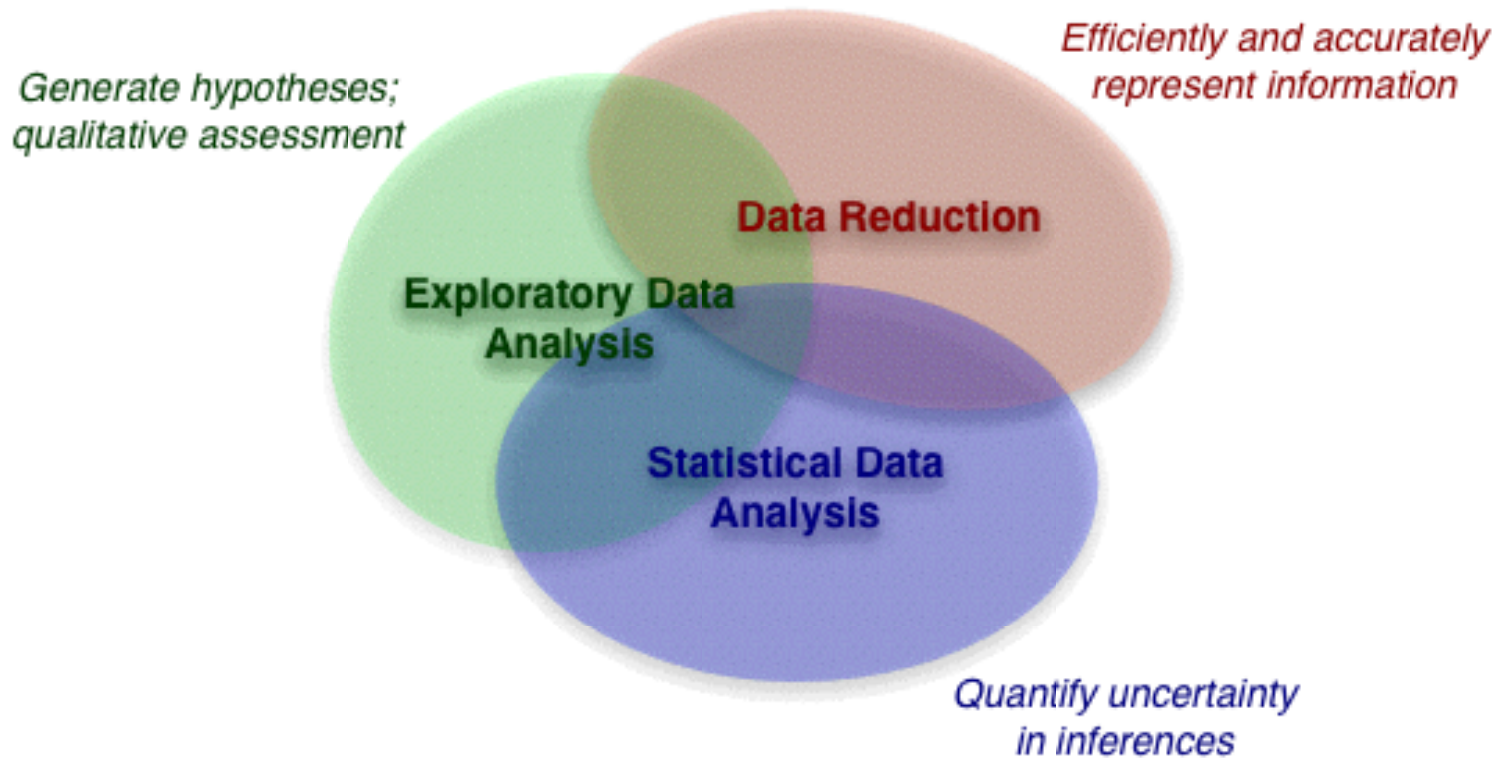 Generate hypotheses;
qualitative assessment
Efficiently and accurately
represent information
Data Reduction
Exploratory Data
Analysis
Statistical Data
Analysis
Quantify uncertainty
in inferences